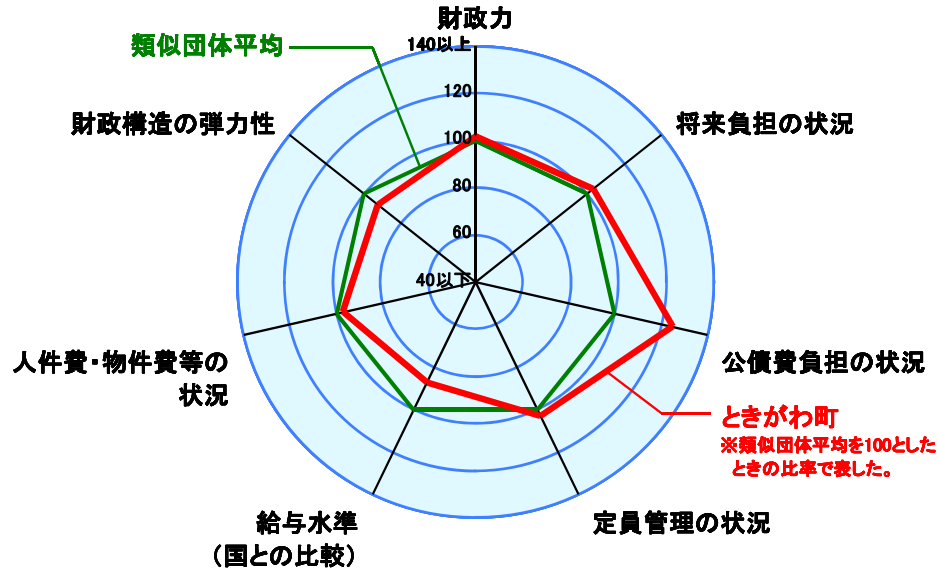 財政力
類似団体平均
140以上
120
財政構造の弾力性
将来負担の状況
100
80
60
40以下
人件費・物件費等の
状況
公債費負担の状況
ときがわ町
※類似団体平均を100とした
ときの比率で表した。
給与水準
（国との比較）
定員管理の状況